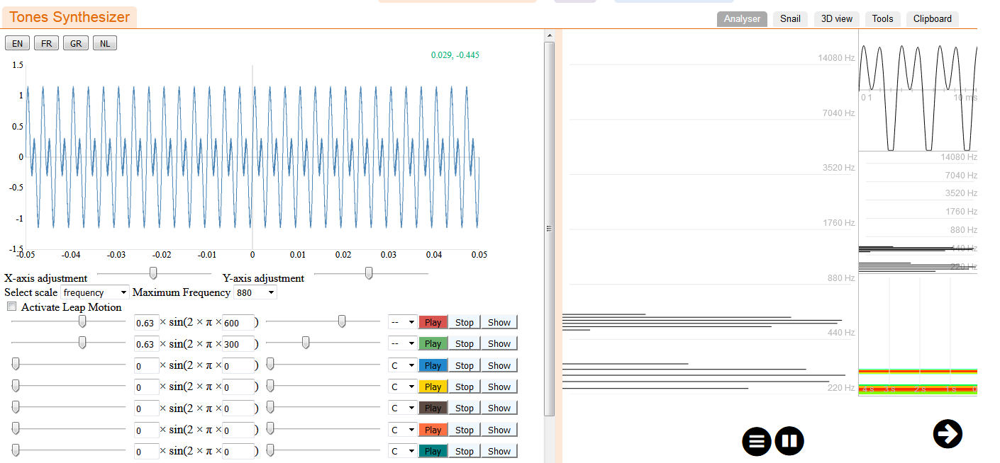 Tones Synthesizer
Analyser Snail 3D view Tools Clipboard
EN FR GR NL
0.029, -0.445
1.5
1
0.5
0
-0.5
-1
-1.5
-0.05 -0.04 -0.03 -0.02 -0.01 0 0.01 0.02 0.03 0.04 0.05
X-axis adjustment Y-axis adjustment
Select scale frequency Maximum Frequency 880
Activate Leap Motion
0.63 × sin(2 × π × 600 ) -- Play Stop Show
0.63 × sin(2 × π × 300 ) -- Play Stop Show
0 × sin(2 × π × 0 ) C Play Stop Show
0 × sin(2 × π × 0 ) C Play Stop Show
0 × sin(2 × π × 0 ) C Play Stop Show
0 × sin(2 × π × 0 ) C Play Stop Show
0 × sin(2 × π × 0 ) C Play Stop Show
14080 Hz
7040 Hz
3520 Hz
1760 Hz
880 Hz
440 Hz
220 Hz
0 1 10 ms
14080 Hz
7040 Hz
3520 Hz
1760 Hz
880 Hz
440 Hz
220 Hz
4 s 3 s 2 s 1 s